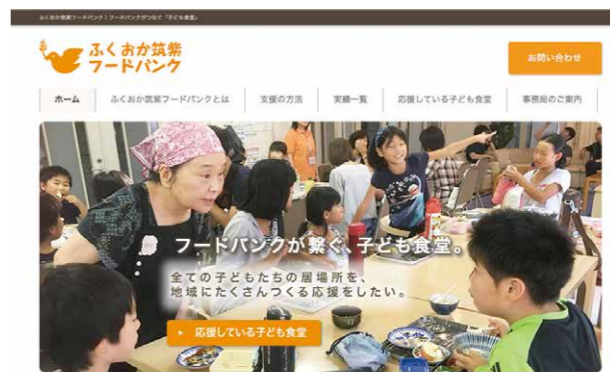 ふくおか筑紫フードバンク｜フードバンクがつなぐ「子ども食堂」
ふくおか筑紫
フードバンク
お問い合わせ
ホーム
ふくおか筑紫フードバンクとは
支援の方法
実績一覧
応援している子ども食堂
事務局のご案内
フードバンクが繋ぐ、子ども食堂。
全ての子どもたちの居場所を、
地域にたくさんつくる応援をしたい。
応援している子ども食堂